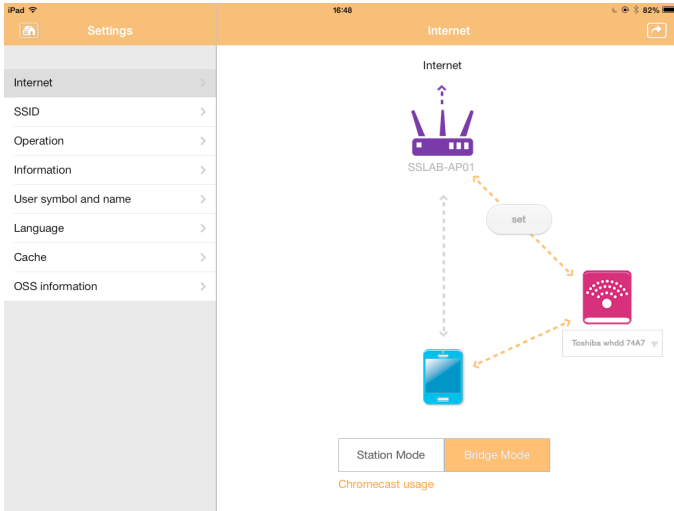 iPad 16:48 82%
Settings
Internet
Internet
SSID
Operation
Information
User symbol and name
Language
Cache
OSS information
Internet
SSLAB-AP01
set
Toshiba whdd 74A7
Station Mode Bridge Mode
Chromecast usage